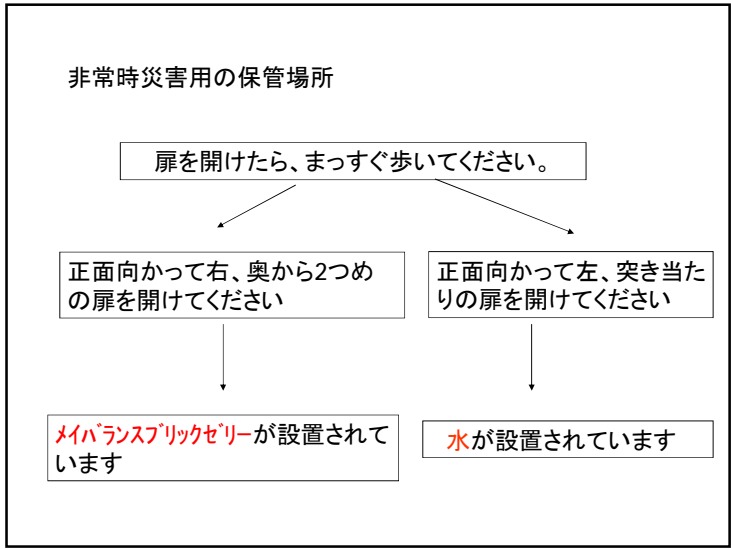 非常時災害用の保管場所
扉を開けたら、まっすぐ歩いてください。
正面向かって右、奥から2つめ
の扉を開けてください
正面向かって左、突き当た
りの扉を開けてください
ﾒｲﾊﾞﾗﾝｽﾌﾞﾘｯｸｾﾞﾘｰが設置されて
います
水が設置されています